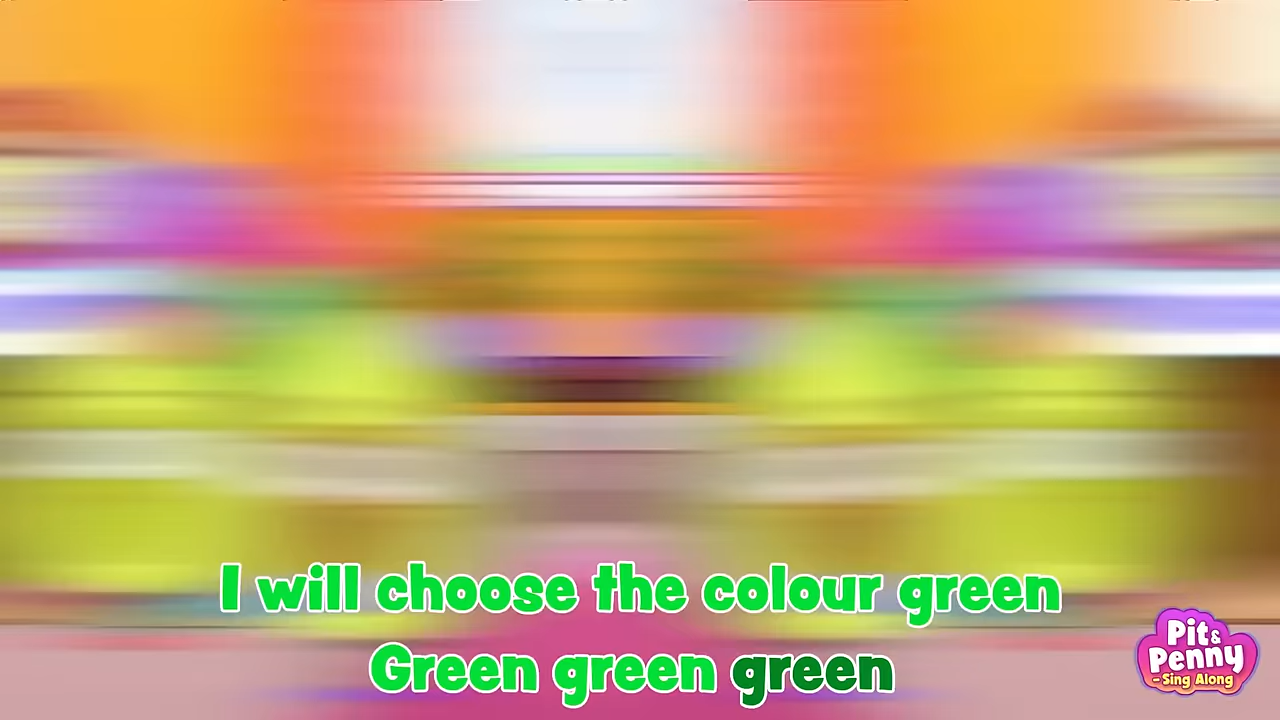 I will choose the colour green
Green green green
Pit &
Penny
- Sing Along